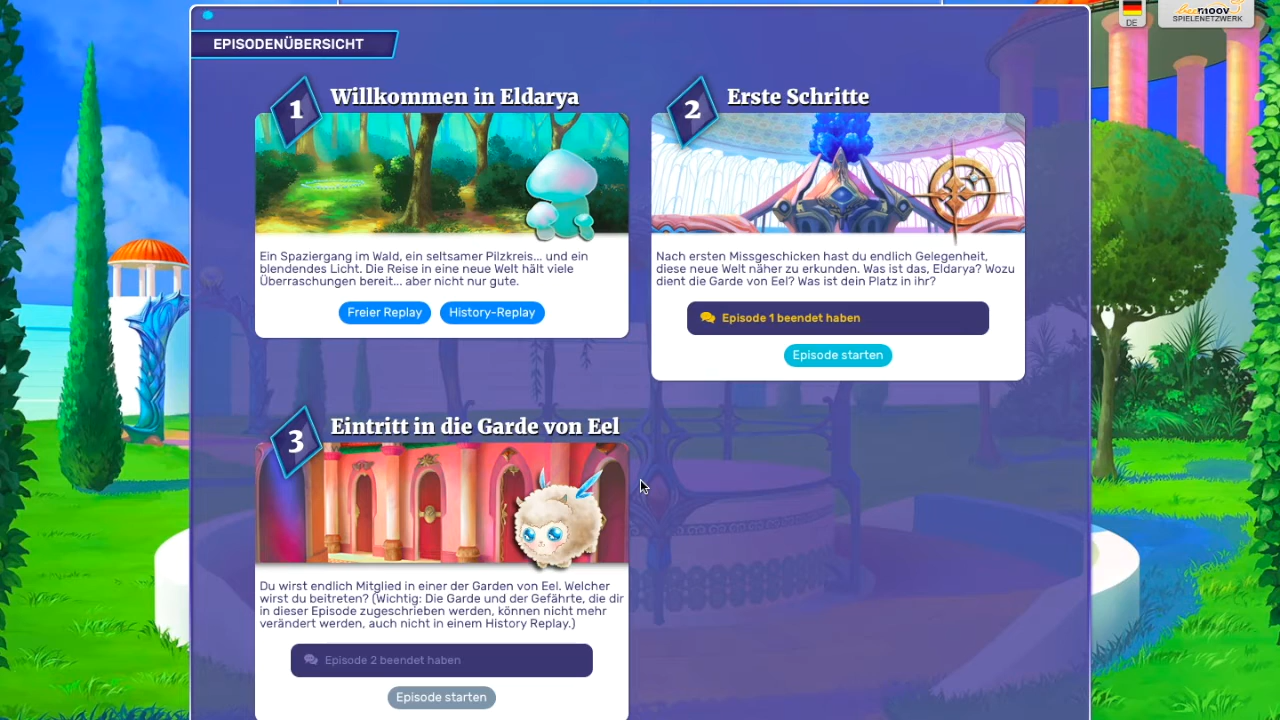 DE
beemoov
SPIELENETZWERK
EPISODENÜBERSICHT
1
Willkommen in Eldarya
Ein Spaziergang im Wald, ein seltsamer Pilzkreis... und ein
blendendes Licht. Die Reise in eine neue Welt hält viele
Überraschungen bereit... aber nicht nur gute.
Freier Replay
History-Replay
2
Erste Schritte
Nach ersten Missgeschicken hast du endlich Gelegenheit,
diese neue Welt näher zu erkunden. Was ist das, Eldarya? Wozu
dient die Garde von Eel? Was ist dein Platz in ihr?
Episode 1 beendet haben
Episode starten
3
Eintritt in die Garde von Eel
Du wirst endlich Mitglied in einer der Garden von Eel. Welcher
wirst du beitreten? (Wichtig: Die Garde und der Gefährte, die dir
in dieser Episode zugeschrieben werden, können nicht mehr
verändert werden, auch nicht in einem History Replay.)
Episode 2 beendet haben
Episode starten